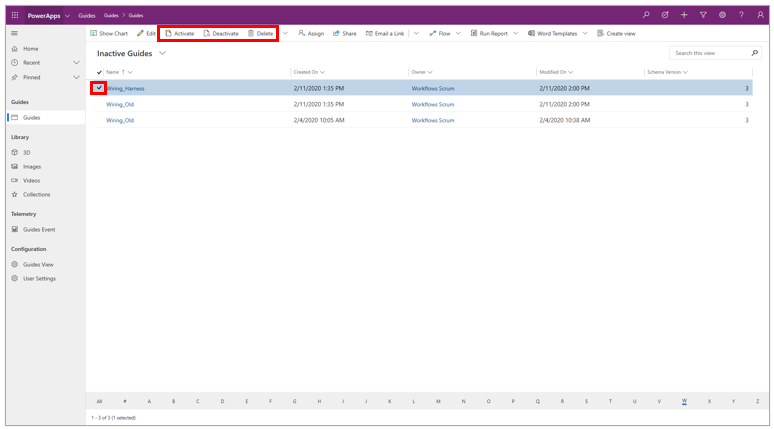 PowerApps Guides Guides > Guides
Show Chart Edit Activate Deactivate Delete Assign Share Email a Link Flow Run Report Word Templates Create view
Home
Recent
Pinned
Guides
Guides
Library
3D
Images
Videos
Collections
Telemetry
Guides Event
Configuration
Guides View
User Settings
Inactive Guides
Search this view
Name ↑ Created On Owner Modified On Schema Version
Wiring_Harness 2/11/2020 1:35 PM Workflows Scrum 2/11/2020 2:00 PM 3
Wiring_Old 2/11/2020 1:35 PM Workflows Scrum 2/11/2020 2:00 PM 3
Wiring_Old 2/4/2020 10:05 AM Workflows Scrum 2/4/2020 10:38 AM 3
All # A B C D E F G H I J K L M N O P Q R S T U V W X Y Z
1 - 3 of 3 (1 selected)